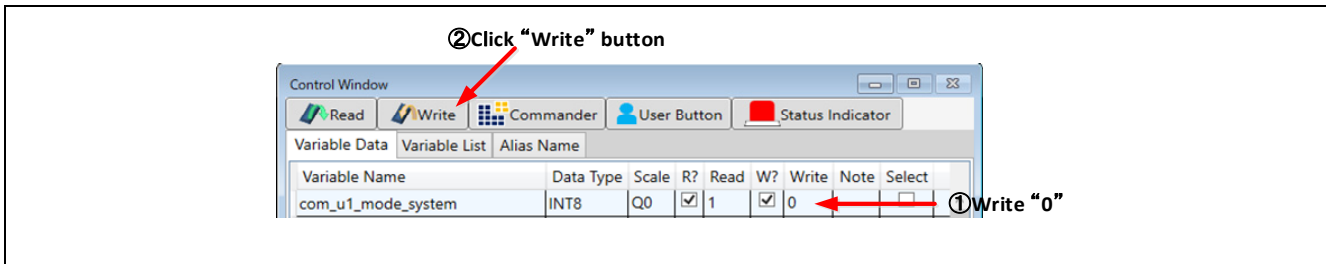 ②Click “Write” button
Control Window
Read Write Commander User Button Status Indicator
Variable Data Variable List Alias Name
Variable Name Data Type Scale R? Read W? Write Note Select
com_u1_mode_system INT8 Q0 1 0
①Write “0”